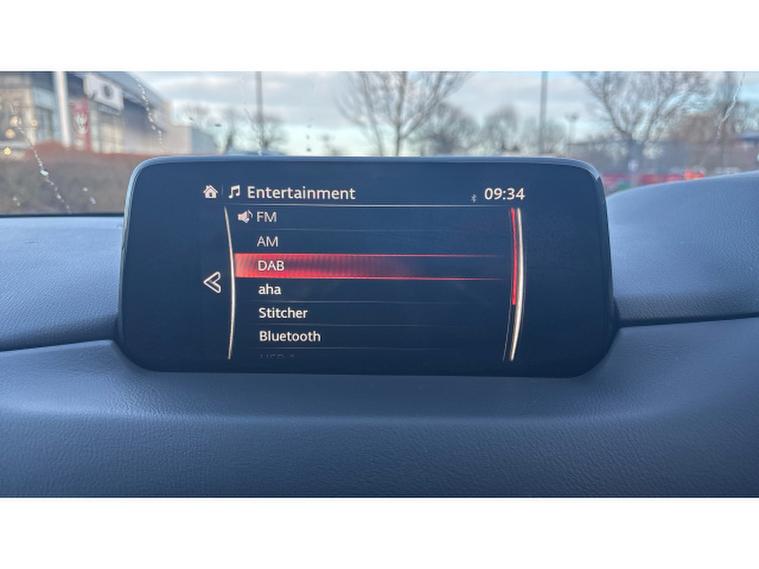 Entertainment
09:34
FM
AM
DAB
aha
Stitcher
Bluetooth